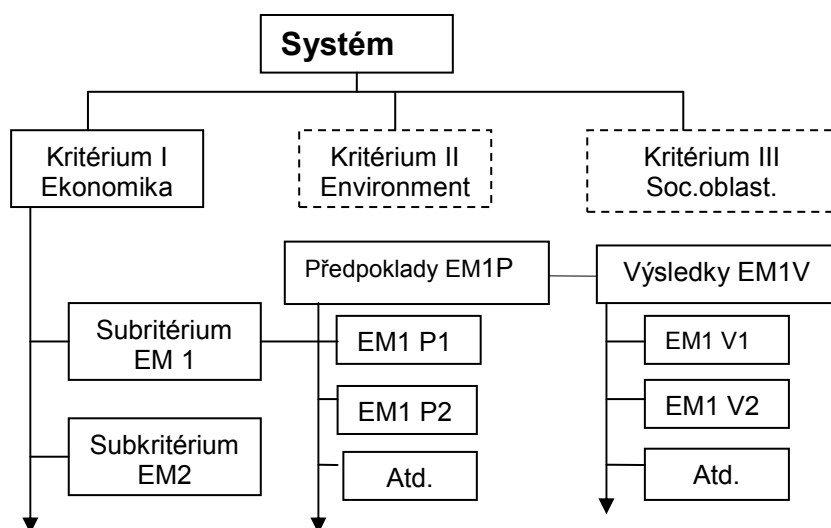 Systém
Kritérium I
Ekonomika
Kritérium II
Environment
Kritérium III
Soc.oblast.
Předpoklady EM1P
Výsledky EM1V
Subritérium
EM 1
EM1 P1
EM1 V1
Subkritérium
EM2
EM1 P2
EM1 V2
Atd.
Atd.